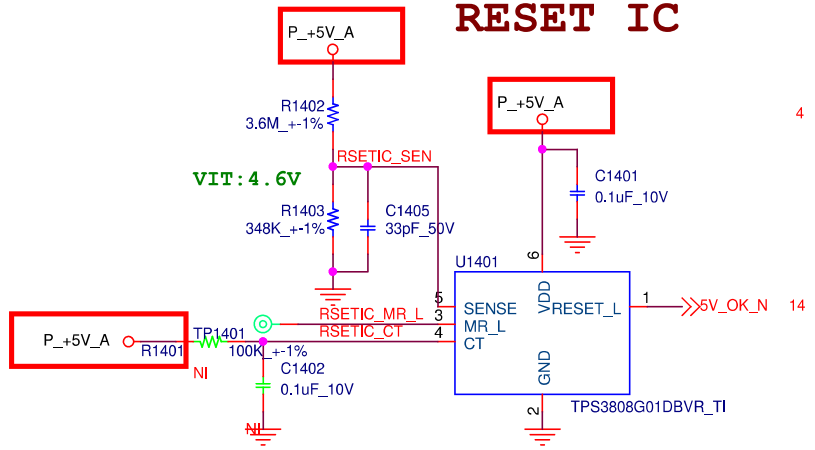 RESET IC
P_+5V_A
P_+5V_A
4
R1402
3.6M_+-1%
RSETIC_SEN
VIT:4.6V
C1401
0.1uF_10V
R1403
348K_+-1%
C1405
33pF_50V
U1401
6
5
SENSE
VDD
RESET_L
1
5V_OK_N
14
RSETIC_MR_L
3
MR_L
RSETIC_CT
4
CT
P_+5V_A
R1401
TP1401
100K_+-1%
NI
C1402
0.1uF_10V
GND
2
TPS3808G01DBVR_TI
NI